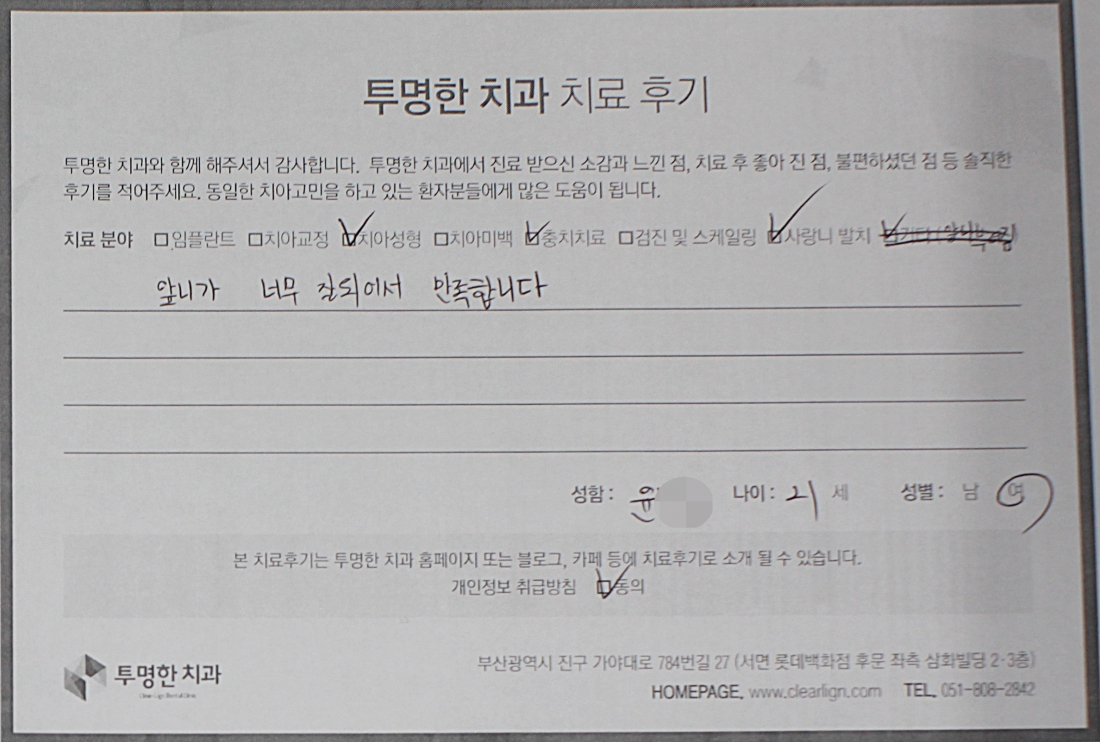 투명한 치과 치료 후기
투명한 치과와 함께 해주셔서 감사합니다. 투명한 치과에서 진료 받으신 소감과 느낀 점, 치료 후 좋아 진 점, 불편하셨던 점 등 솔직한
후기를 적어주세요. 동일한 치아고민을 하고 있는 환자분들에게 많은 도움이 됩니다.
치료 분야 □임플란트 □치아교정 ☑치아성형 □치아미백 ☑충치치료 □검진 및 스케일링 ☑사랑니 발치 ☑기타
앞니가 너무 잘되어서 만족합니다
성함 : 윤 나이 : 21 세 성별 : 남 여
본 치료후기는 투명한 치과 홈페이지 또는 블로그, 카페 등에 치료후기로 소개 될 수 있습니다.
개인정보 취급방침 ☑동의
투명한 치과
부산광역시 진구 가야대로 784번길 27 (서면 롯데백화점 후문 좌측 삼화빌딩 2-3층)
HOMEPAGE. www.clearlign.com TEL. 051-808-2842